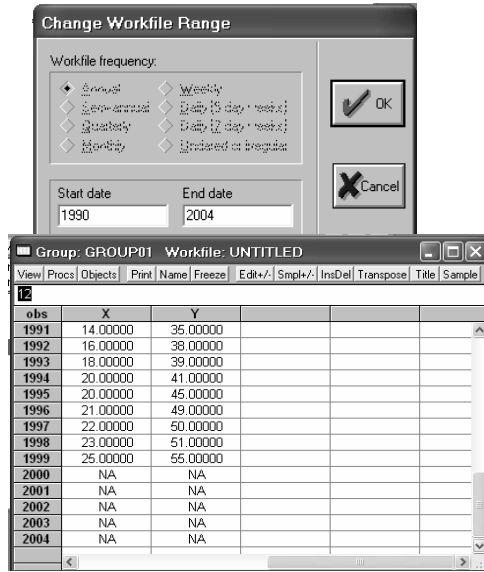 Change Workfile Range
Workfile frequency:
Annual Weekly
Semi-annual Daily [5 day weeks]
Quarterly Daily [7 day weeks]
Monthly Undated or irregular
OK
Cancel
Start date End date
1990 2004
Group: GROUP01 Workfile: UNTITLED
View Procs Objects Print Name Freeze Edit+/- Smpl+/- InsDel Transpose Title Sample
12
obs X Y
1991 14.00000 35.00000
1992 16.00000 38.00000
1993 18.00000 39.00000
1994 20.00000 41.00000
1995 20.00000 45.00000
1996 21.00000 49.00000
1997 22.00000 50.00000
1998 23.00000 51.00000
1999 25.00000 55.00000
2000 NA NA
2001 NA NA
2002 NA NA
2003 NA NA
2004 NA NA